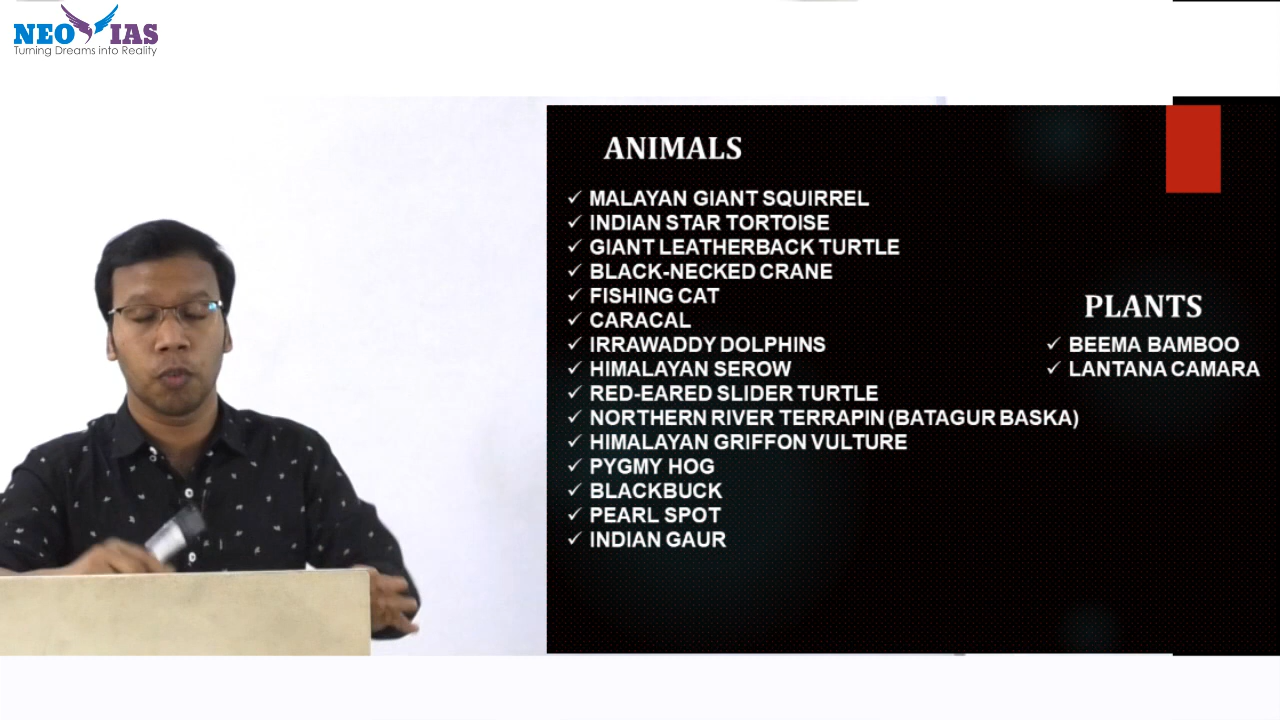 NEO IAS
Turning Dreams into Reality
ANIMALS
✓ MALAYAN GIANT SQUIRREL
✓ INDIAN STAR TORTOISE
✓ GIANT LEATHERBACK TURTLE
✓ BLACK-NECKED CRANE
✓ FISHING CAT
✓ CARACAL
✓ IRRAWADDY DOLPHINS
✓ HIMALAYAN SEROW
✓ RED-EARED SLIDER TURTLE
✓ NORTHERN RIVER TERRAPIN (BATAGUR BASKA)
✓ HIMALAYAN GRIFFON VULTURE
✓ PYGMY HOG
✓ BLACKBUCK
✓ PEARL SPOT
✓ INDIAN GAUR
PLANTS
✓ BEEMA BAMBOO
✓ LANTANA CAMARA